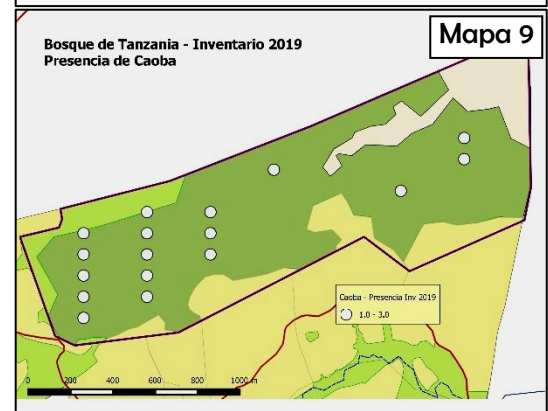 Bosque de Tanzania - Inventario 2019
Presencia de Caoba
Mapa 9
Caoba - Presencia Inv 2019
1.0 - 3.0
0 200 400 600 800 1000 m